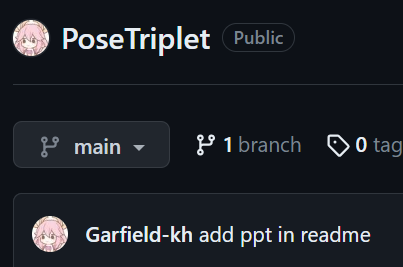 PoseTriplet Public
main 1 branch 0 tag
Garfield-kh add ppt in readme